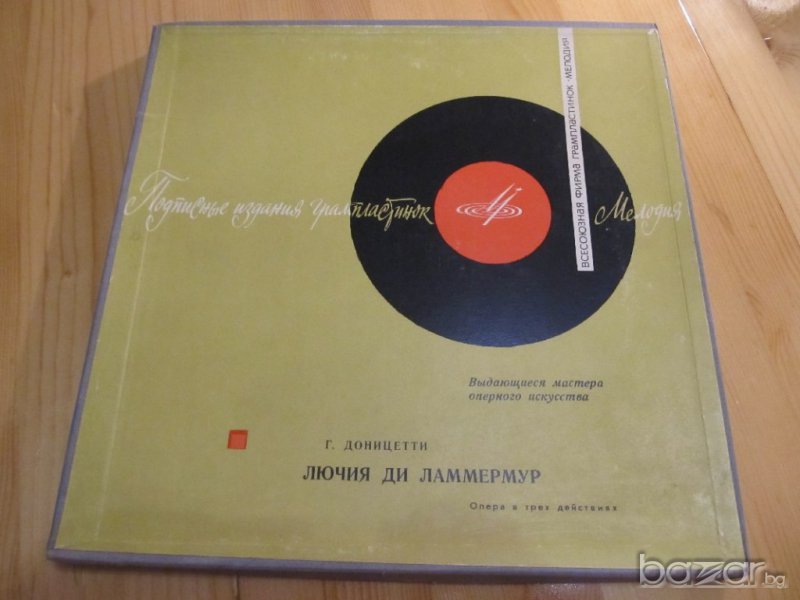 ВСЕСОЮЗНАЯ ФИРМА ГРАМПЛАСТИНОК «МЕЛОДИЯ
Подписные издания грампластинок Мелодия
Выдающиеся мастера
оперного искусства
Г. ДОНИЦЕТТИ
ЛЮЧИЯ ДИ ЛАММЕРМУР
Опера в трех действиях
bazar.bg